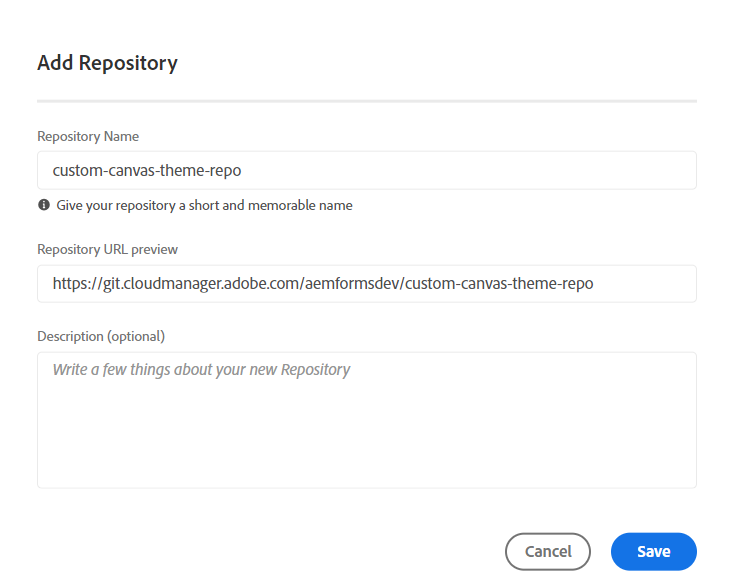 Add Repository
Repository Name
custom-canvas-theme-repo
Give your repository a short and memorable name
Repository URL preview
https://git.cloudmanager.adobe.com/aemformsdev/custom-canvas-theme-repo
Description (optional)
Write a few things about your new Repository
Cancel Save